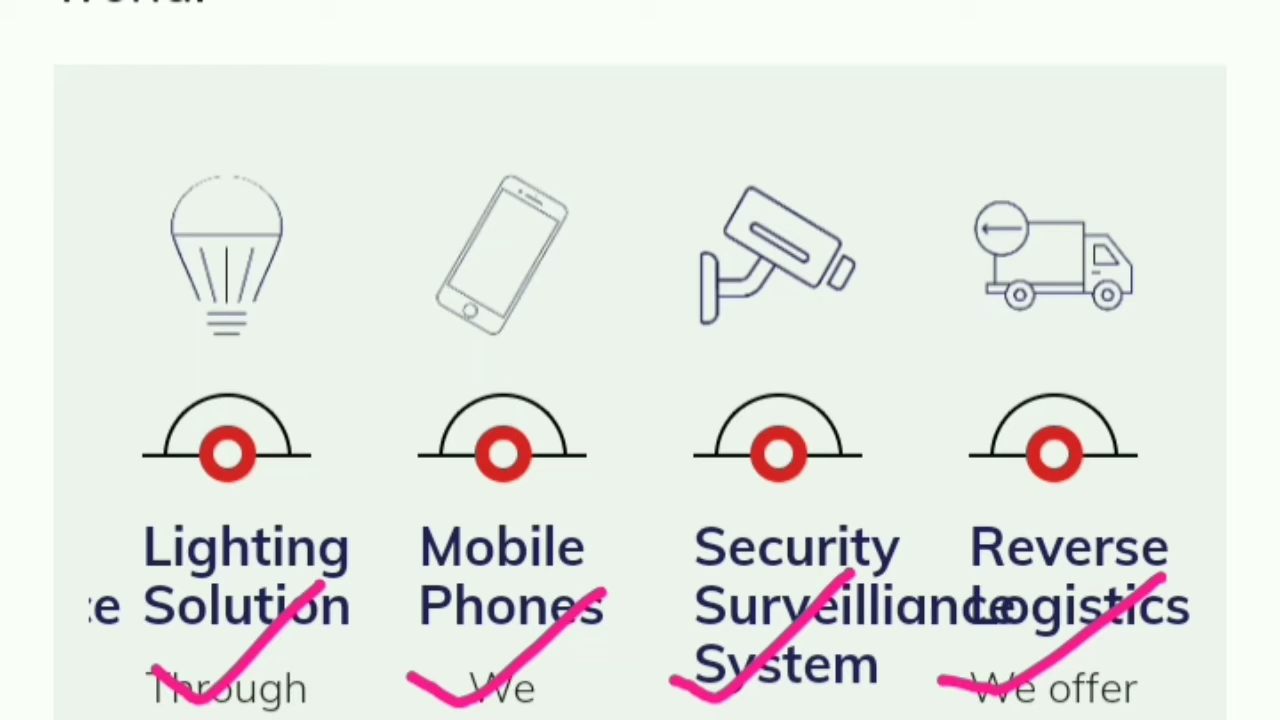 Lighting
Solution
Through
Mobile
Phones
We
Security
Surveilliance
System
Reverse
Logistics
We offer